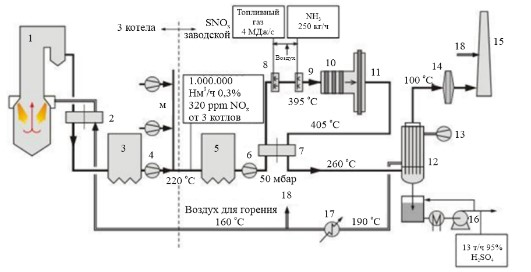 3 котела
SNOₓ
заводской
Топливный
газ
4 МДж/с
NH₃
250 кг/ч
Воздух
1
2
3
4
5
6
7
8
9
10
11
12
13
14
15
16
17
18
18
м
1.000.000
Нм³/ч 0,3%
320 ppm NOₓ
от 3 котлов
395 °C
405 °C
100 °C
220 °C
50 мбар
260 °C
Воздух для горения
160 °C
190 °C
13 т/ч 95%
H₂SO₄